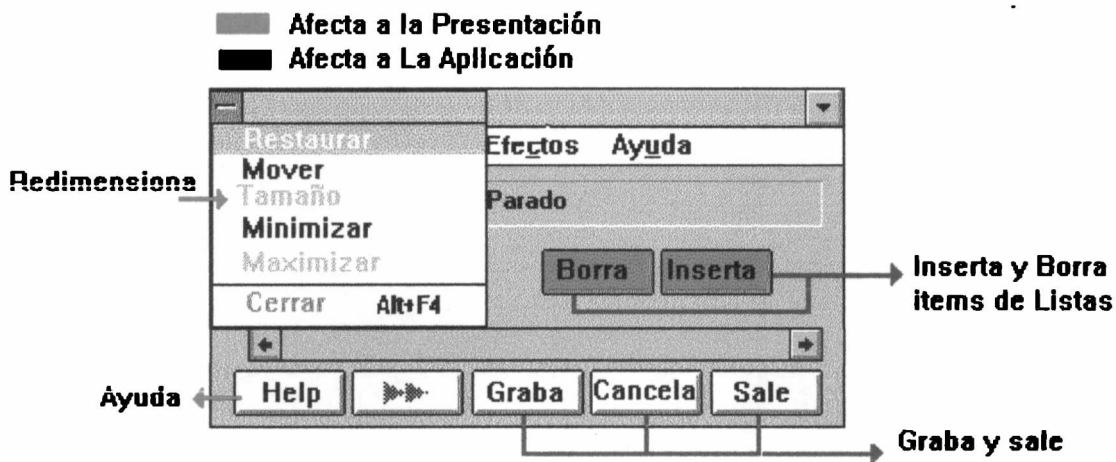 Afecta a la Presentación
Afecta a La Aplicación
Restaurar
Efectos Ayuda
Mover
Redimensiona
Tamaño
Parado
Minimizar
Maximizar
Borra Inserta
Inserta y Borra
items de Listas
Cerrar Alt+F4
Ayuda
Help
Graba
Cancela
Sale
Graba y sale